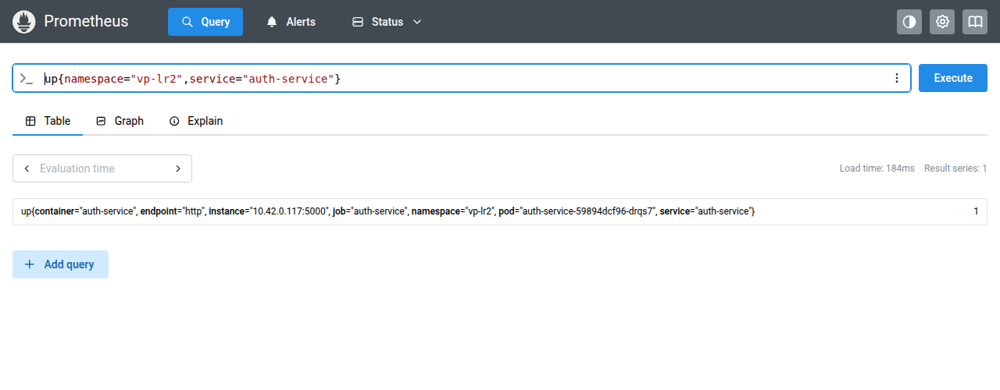 Prometheus Query Alerts Status
>_ up{namespace="vp-lr2",service="auth-service"} Execute
Table Graph Explain
Evaluation time Load time: 184ms Result series: 1
up{container="auth-service", endpoint="http", instance="10.42.0.117:5000", job="auth-service", namespace="vp-lr2", pod="auth-service-59894dcf96-drqs7", service="auth-service"} 1
Add query